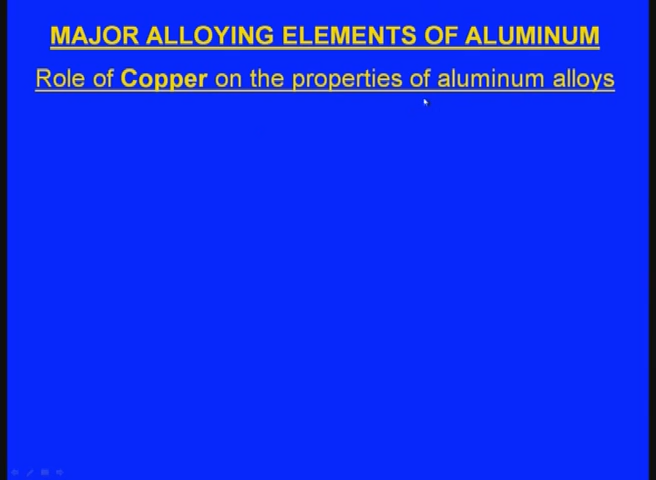 MAJOR ALLOYING ELEMENTS OF ALUMINUM
Role of Copper on the properties of aluminum alloys